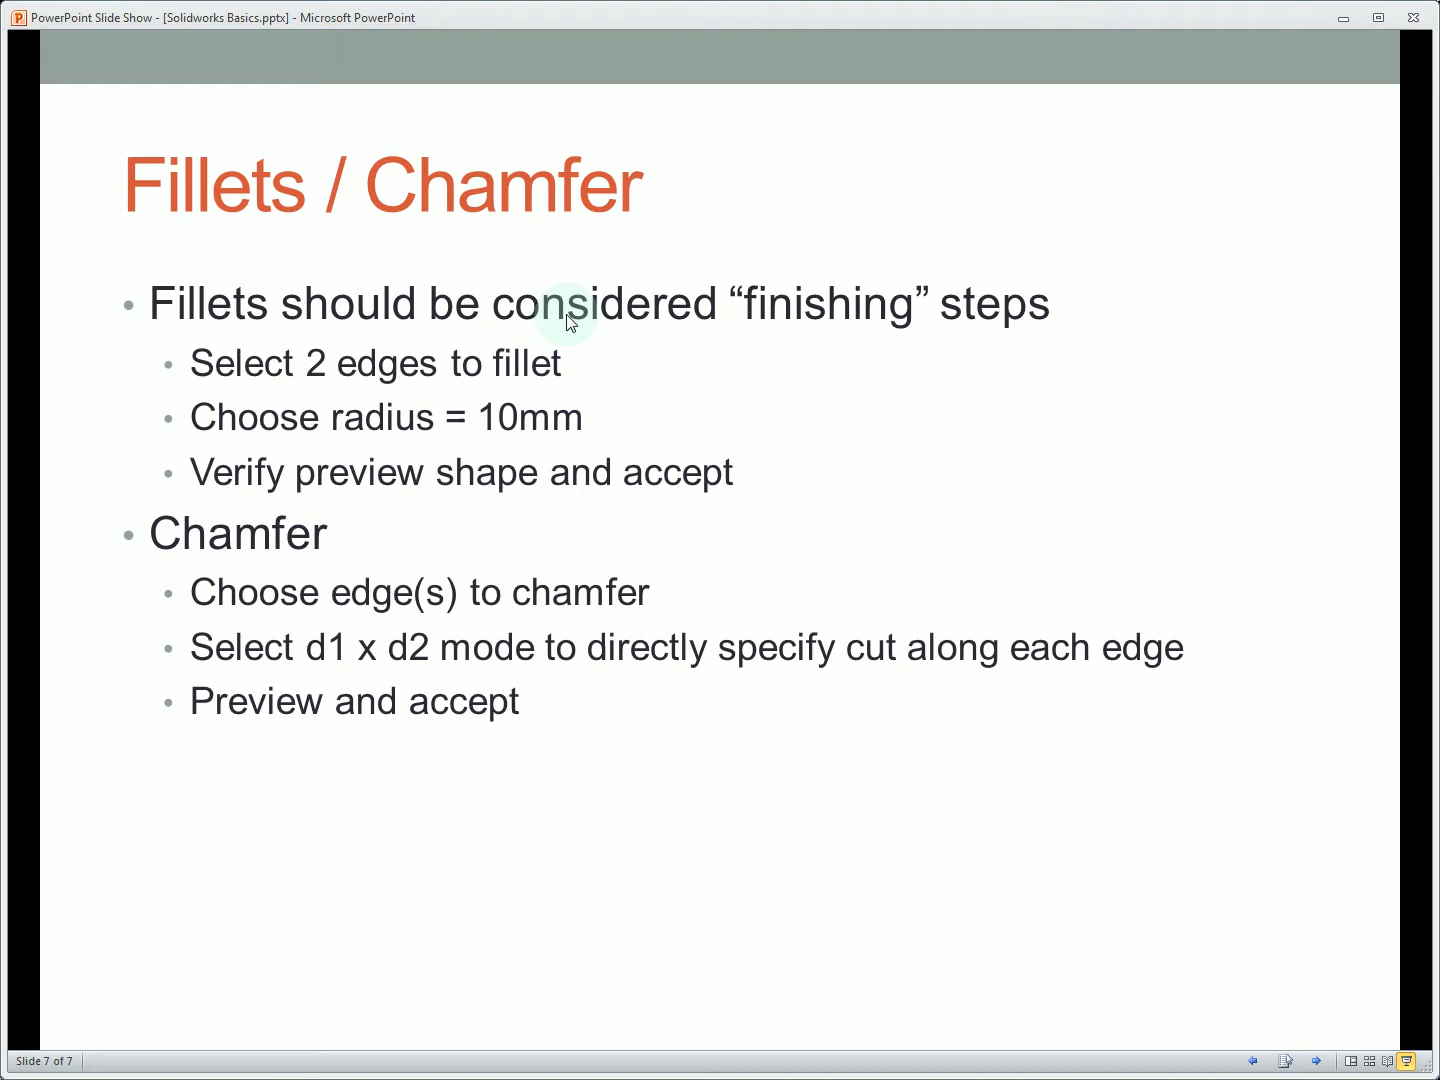 PowerPoint Slide Show - [Solidworks Basics.pptx] - Microsoft PowerPoint
Fillets / Chamfer
• Fillets should be considered “finishing” steps
• Select 2 edges to fillet
• Choose radius = 10mm
• Verify preview shape and accept
• Chamfer
• Choose edge(s) to chamfer
• Select d1 x d2 mode to directly specify cut along each edge
• Preview and accept
Slide 7 of 7